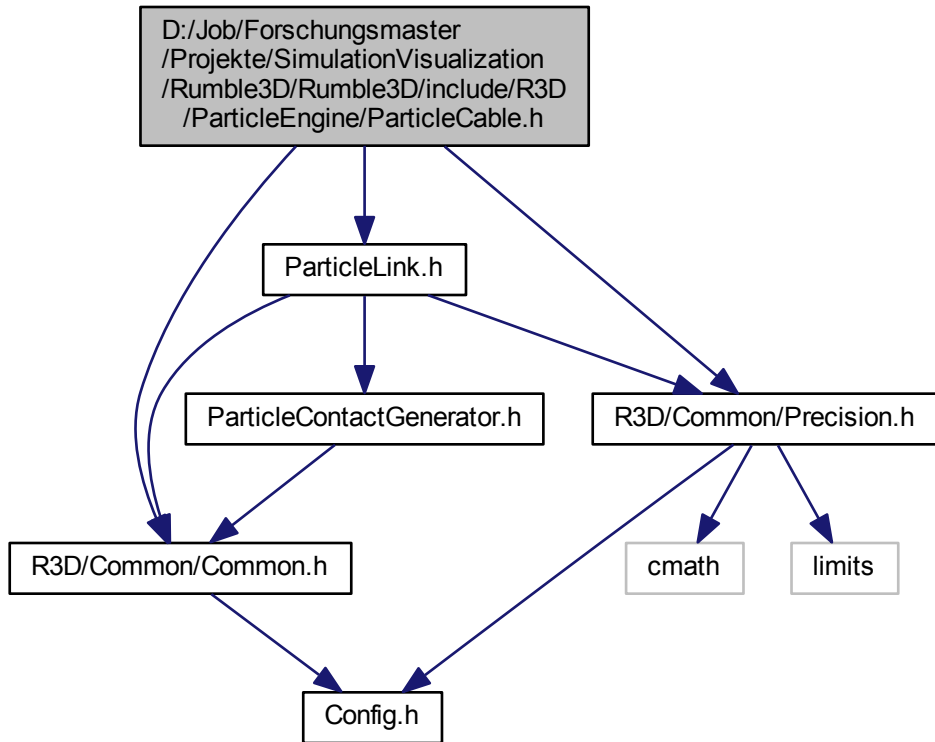 D:/Job/Forschungsmaster
/Projekte/SimulationVisualization
/Rumble3D/Rumble3D/include/R3D
/ParticleEngine/ParticleCable.h
ParticleLink.h
ParticleContactGenerator.h
R3D/Common/Precision.h
R3D/Common/Common.h
cmath
limits
Config.h